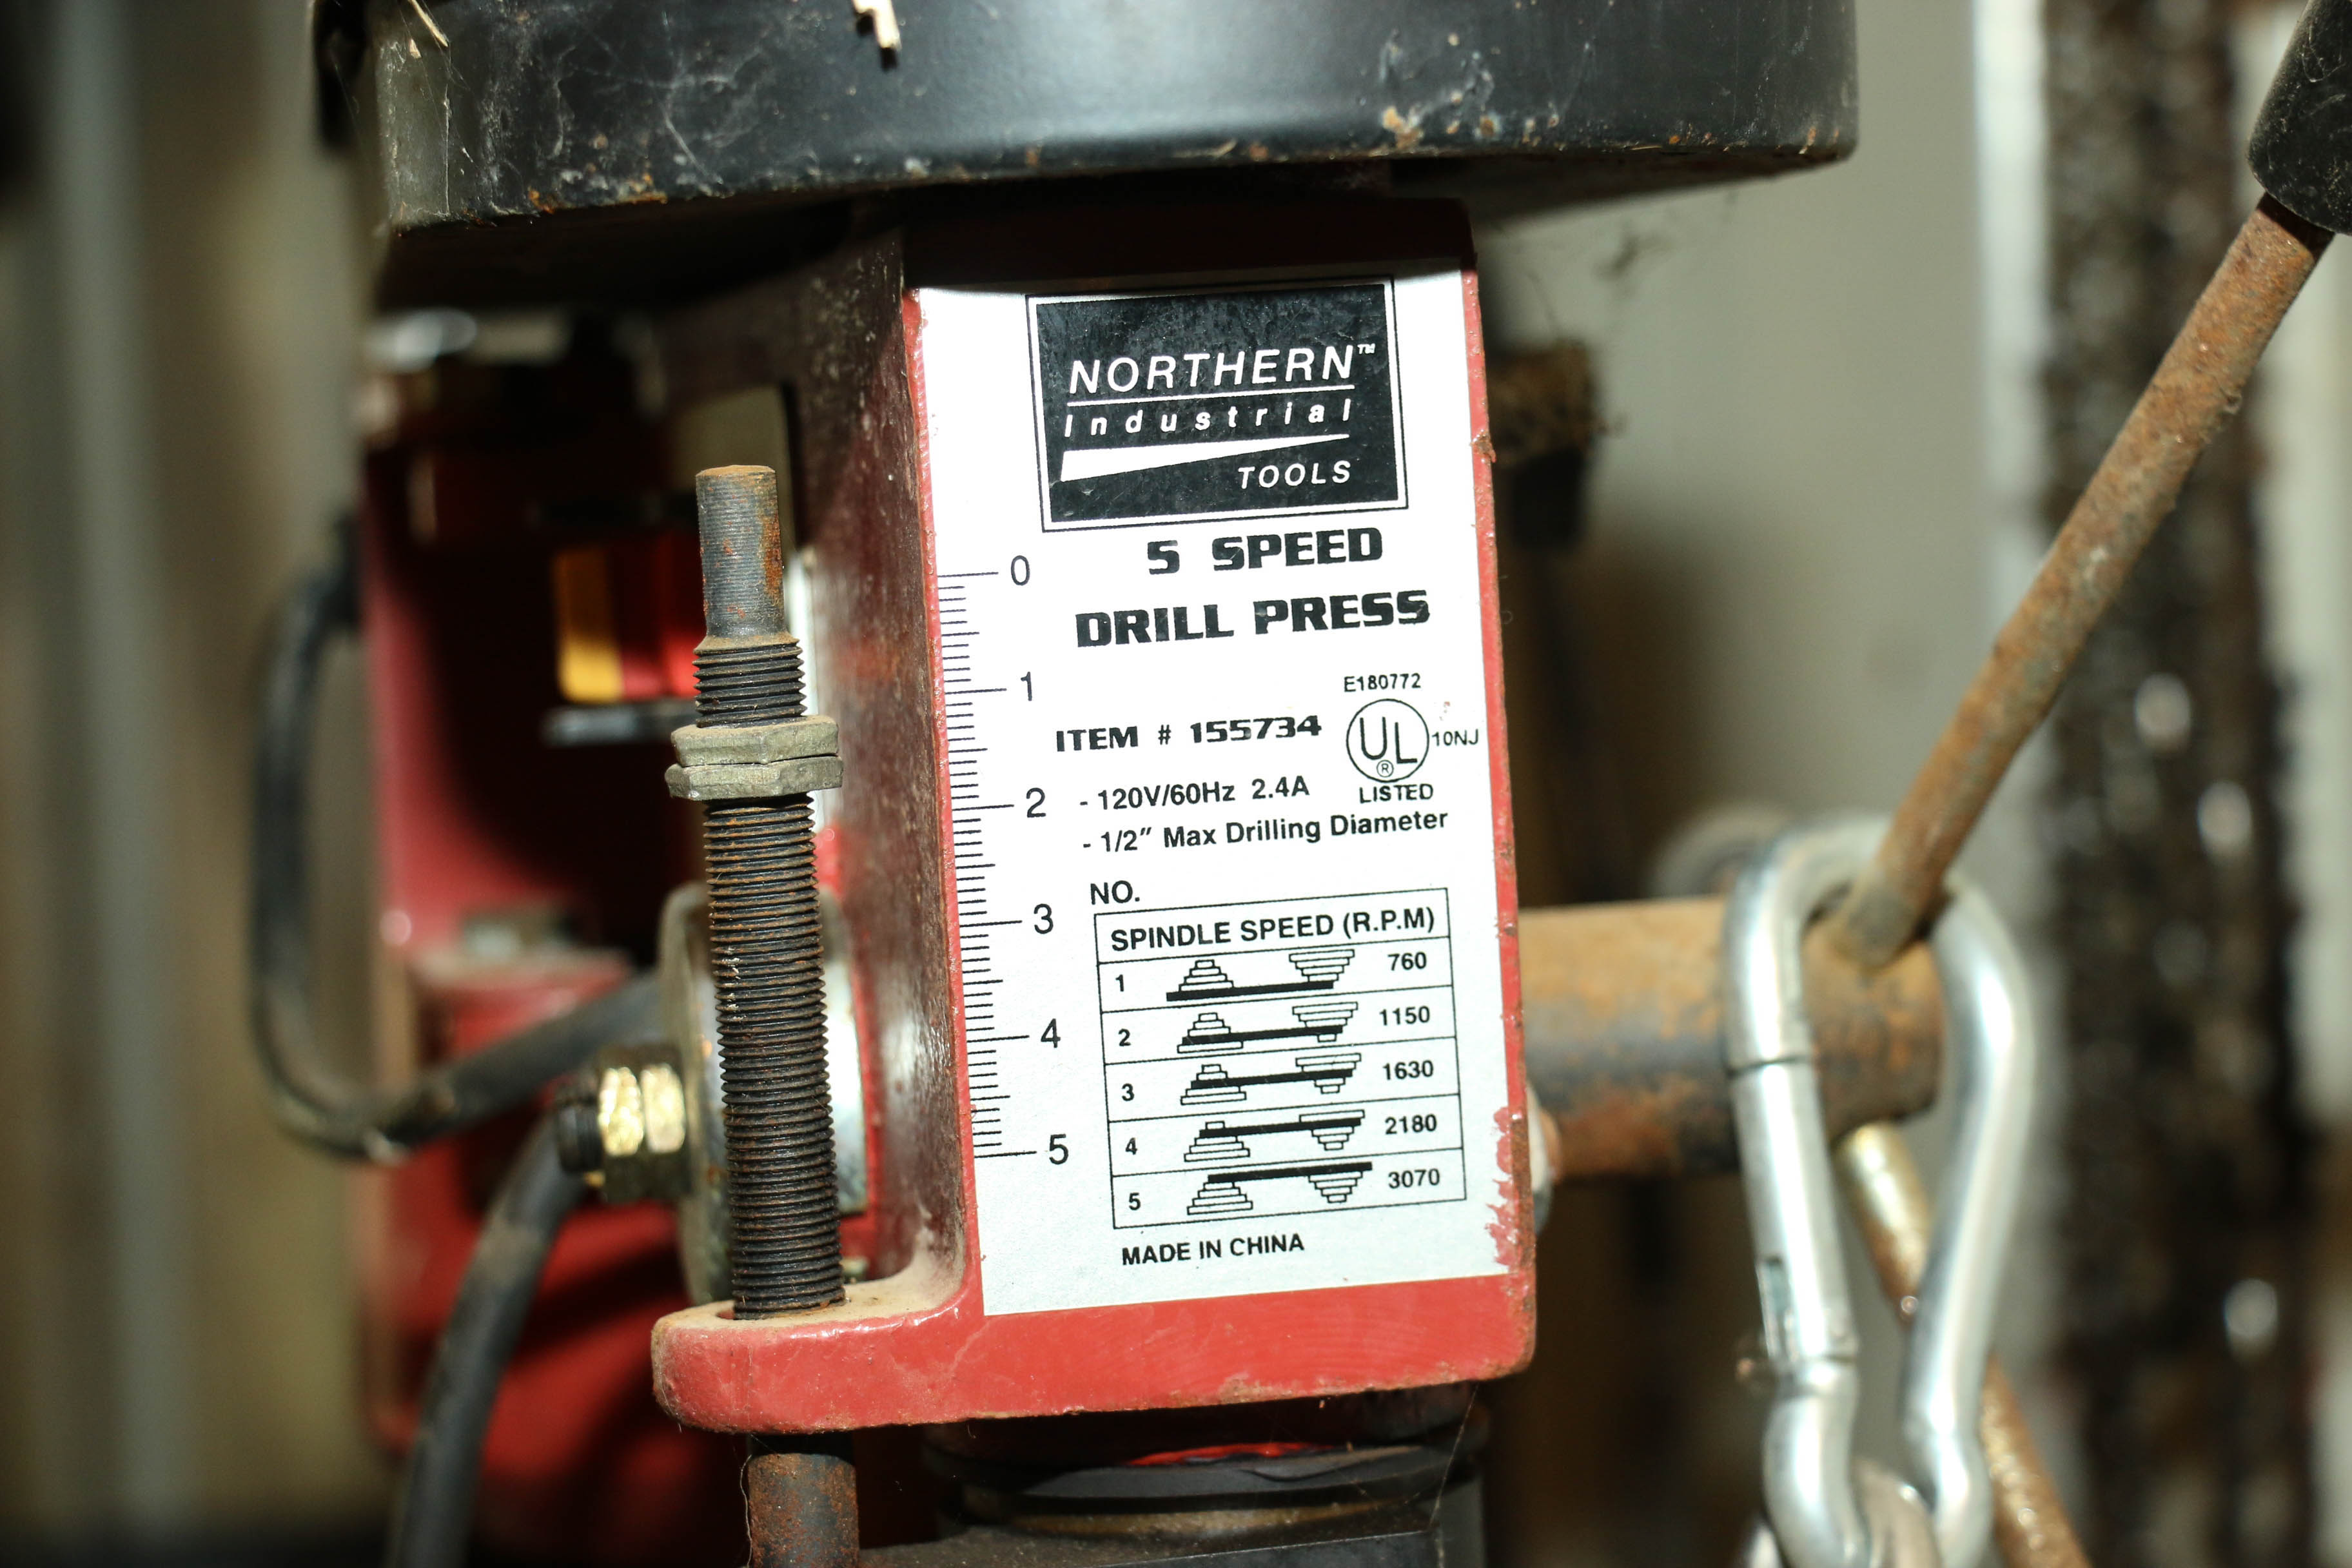 NORTHERN™
Industrial
TOOLS
5 SPEED
DRILL PRESS
E180772
ITEM # 155734
UL
®
10NJ
LISTED
- 120V/60Hz 2.4A
- 1/2" Max Drilling Diameter
NO.
SPINDLE SPEED (R.P.M)
1 760
2 1150
3 1630
4 2180
5 3070
MADE IN CHINA
0
1
2
3
4
5